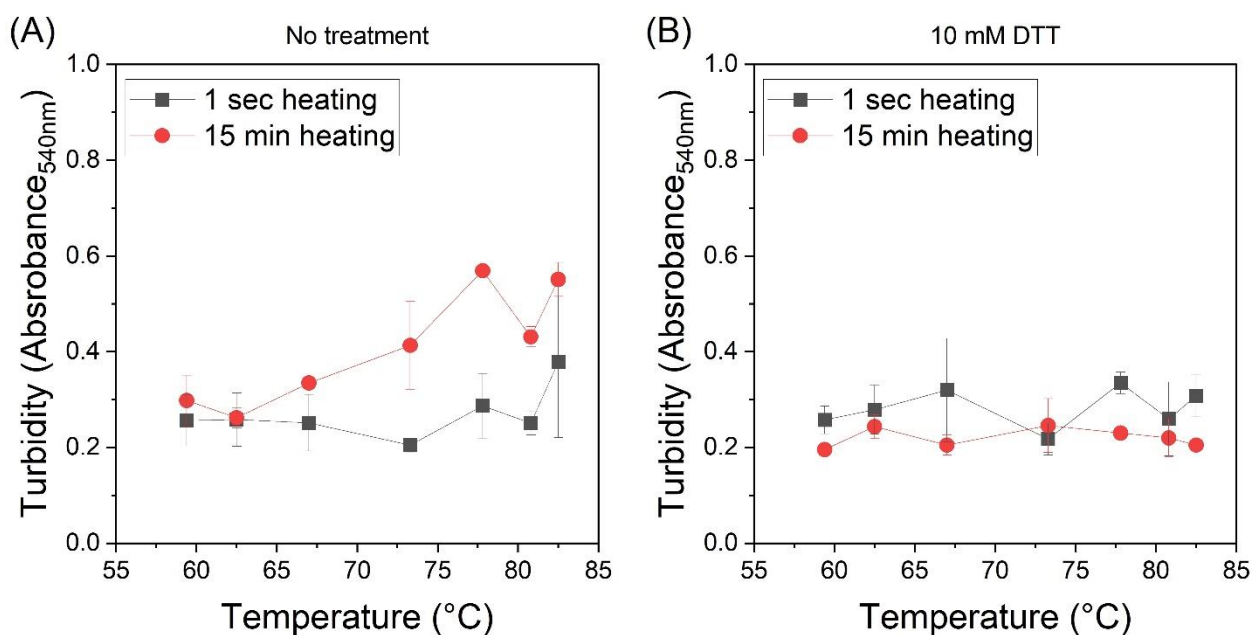 (A)
No treatment
1 sec heating
15 min heating
1.0
0.8
0.6
0.4
0.2
0.0
55 60 65 70 75 80 85
Turbidity (Absrobance540nm)
Temperature (°C)
(B)
10 mM DTT
1 sec heating
15 min heating
1.0
0.8
0.6
0.4
0.2
0.0
55 60 65 70 75 80 85
Turbidity (Absrobance540nm)
Temperature (°C)